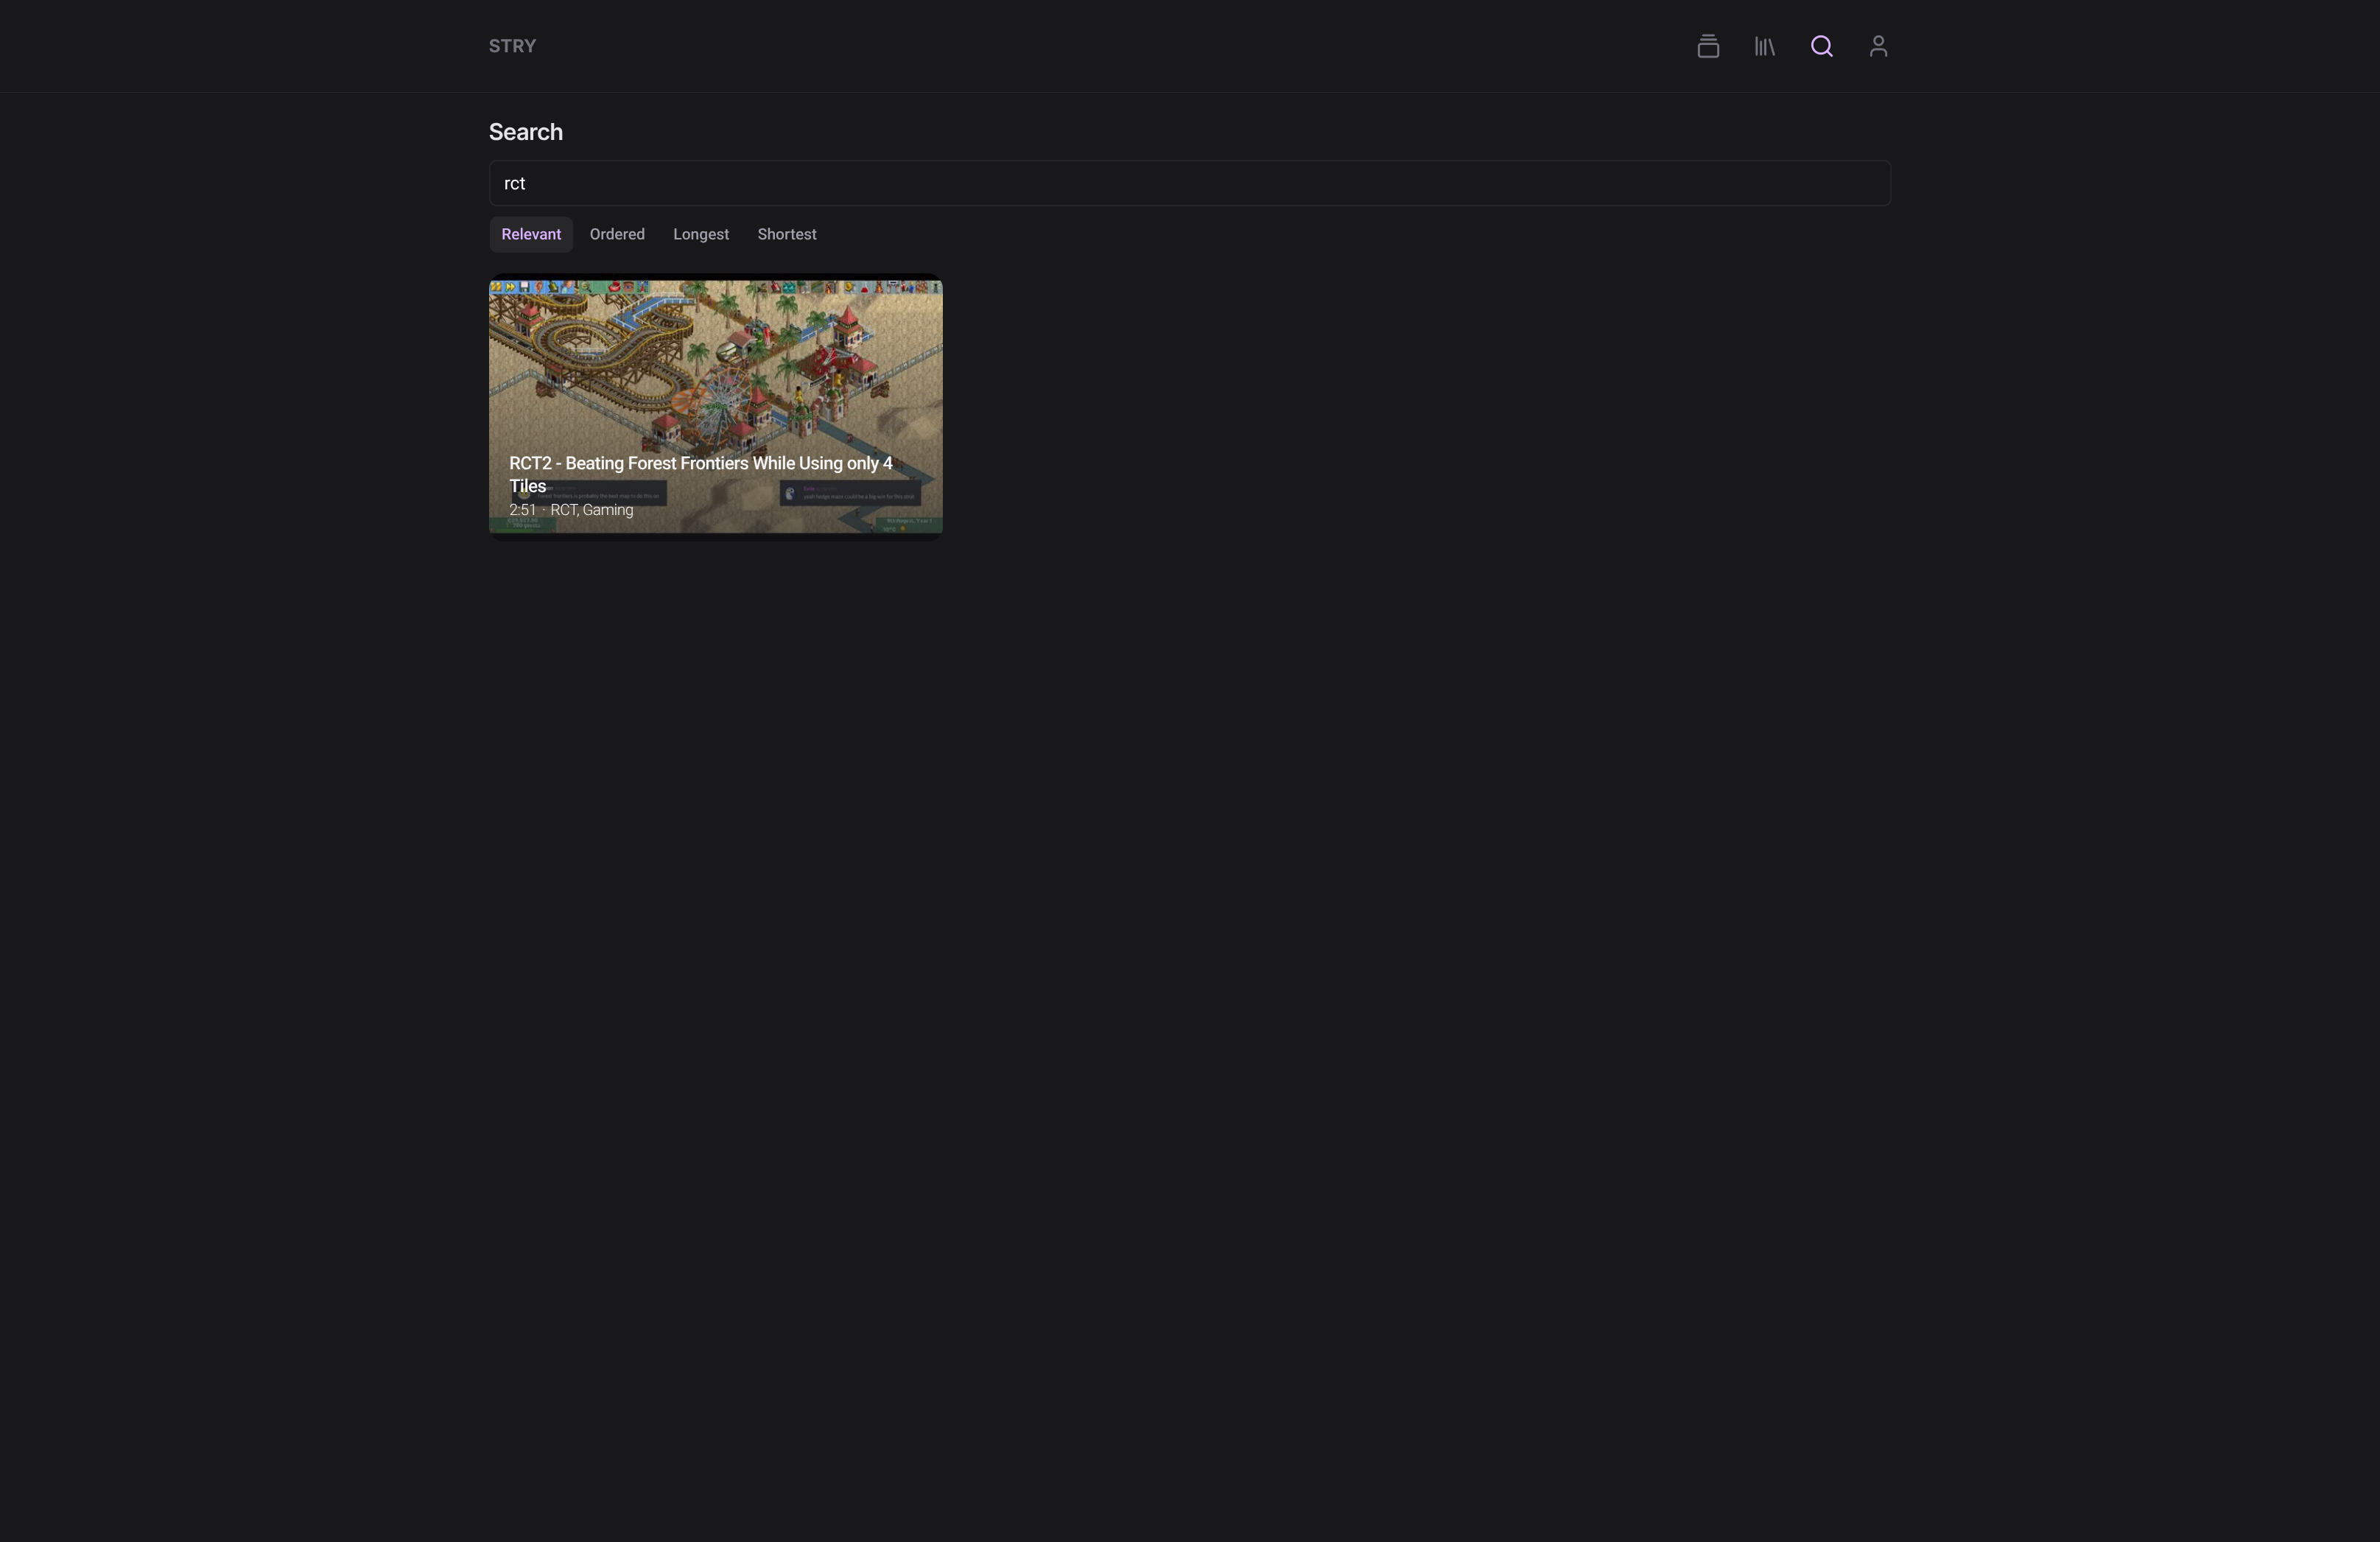 STRY
Search
rct
Relevant Ordered Longest Shortest
RCT2 - Beating Forest Frontiers While Using only 4
Tiles
2:51 · RCT, Gaming